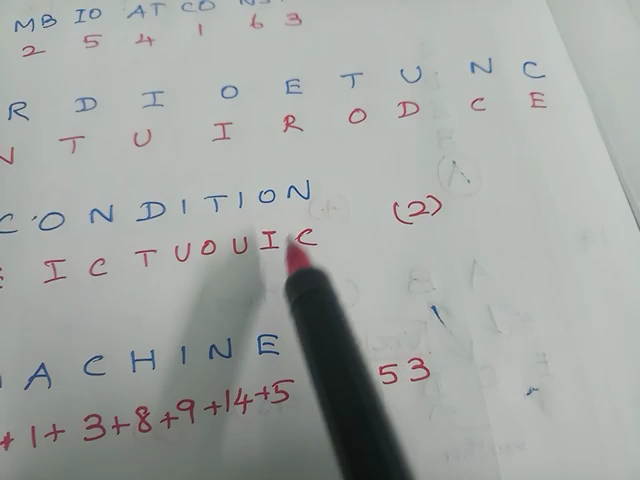 MB IO AT CO
2 5 4 1 6 3
R D I O E T U N C
T U I R O D C E
CONDITION (2)
I C T U O U I C
ACHINE
+ 1 + 3 + 8 + 9 + 14 + 5 53